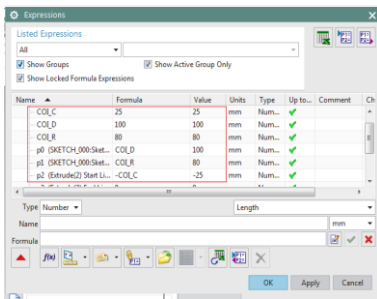 Expressions
Listed Expressions
All
Show Groups
Show Active Group Only
Show Locked Formula Expressions
Name Formula Value Units Type Up to... Comment Ch
COI_C 25 25 mm Num...
COI_D 100 100 mm Num...
COI_R 80 80 mm Num...
p0 (SKETCH_000:Sket... COI_D 100 mm Num...
p1 (SKETCH_000:Sket... COI_R 80 mm Num...
p2 (Extrude(2) Start Li... -COI_C -25 mm Num...
Type Number Length
Name mm
Formula
f(x)
OK Apply Cancel